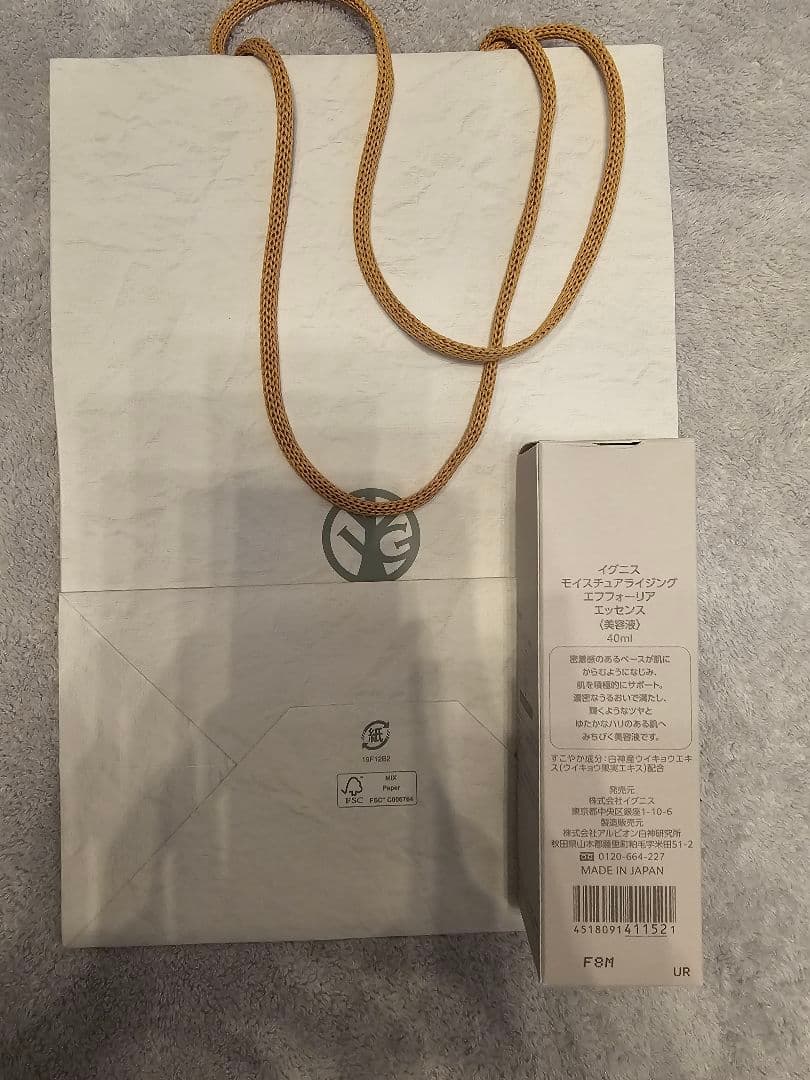 IG
紙
19F12B2
FSC
MIX
Paper
FSC® C006764
イグニス
モイスチュアライジング
エフフォーリア
エッセンス
〈美容液〉
40ml
密着感のあるベースが肌に
からむようになじみ、
肌を積極的にサポート。
濃密なうるおいで満たし、
輝くようなツヤと
ゆたかなハリのある肌へ
みちびく美容液です。
すこやか成分：白神産ウイキョウエキ
ス（ウイキョウ果実エキス）配合
発売元
株式会社イグニス
東京都中央区銀座1-10-6
製造販売元
株式会社アルビオン白神研究所
秋田県山本郡藤里町粕毛字米田51-2
0120-664-227
MADE IN JAPAN
4518091411521
F8M
UR